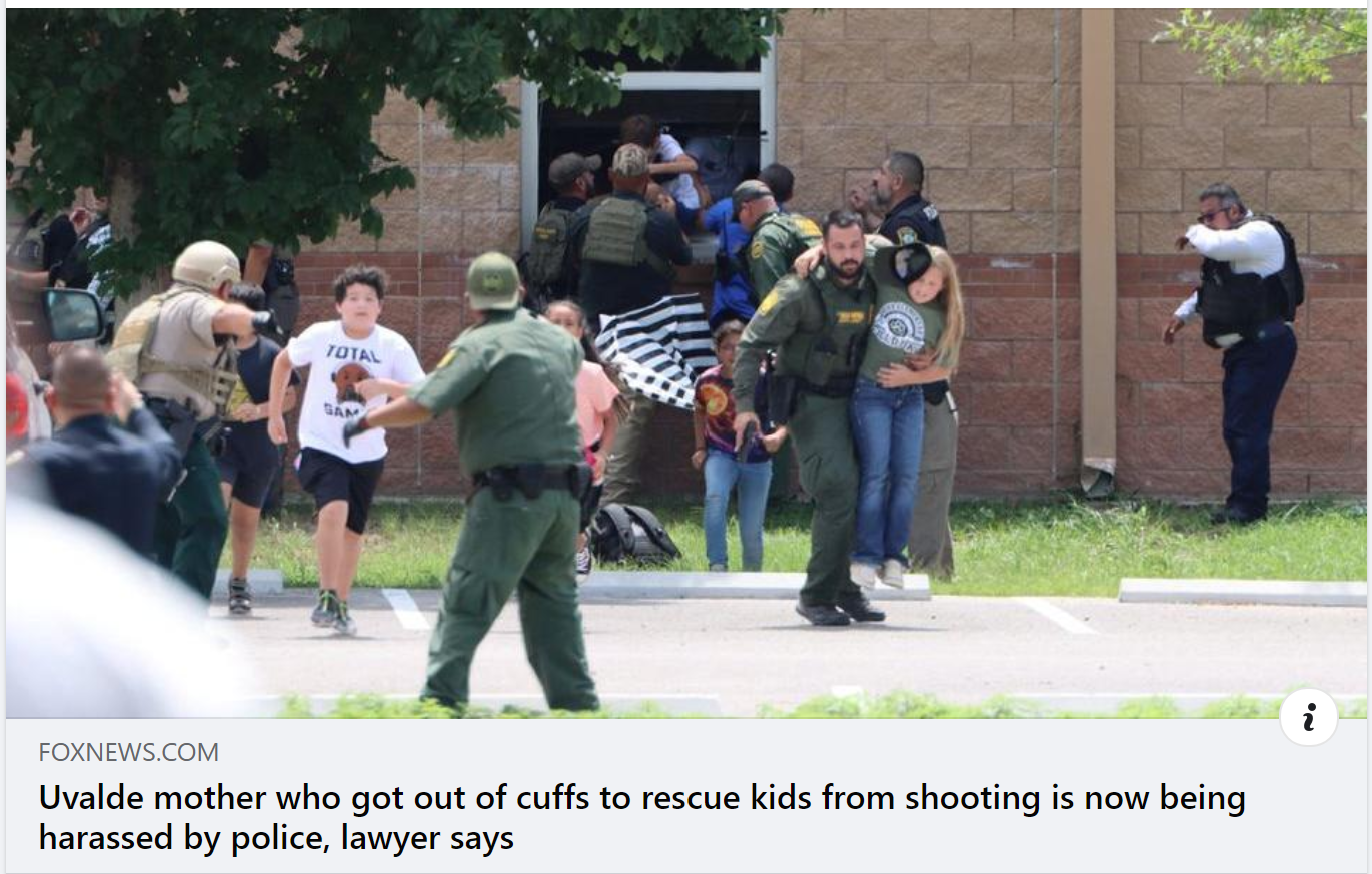 TOTAL
GAM
FOXNEWS.COM
Uvalde mother who got out of cuffs to rescue kids from shooting is now being
harassed by police, lawyer says